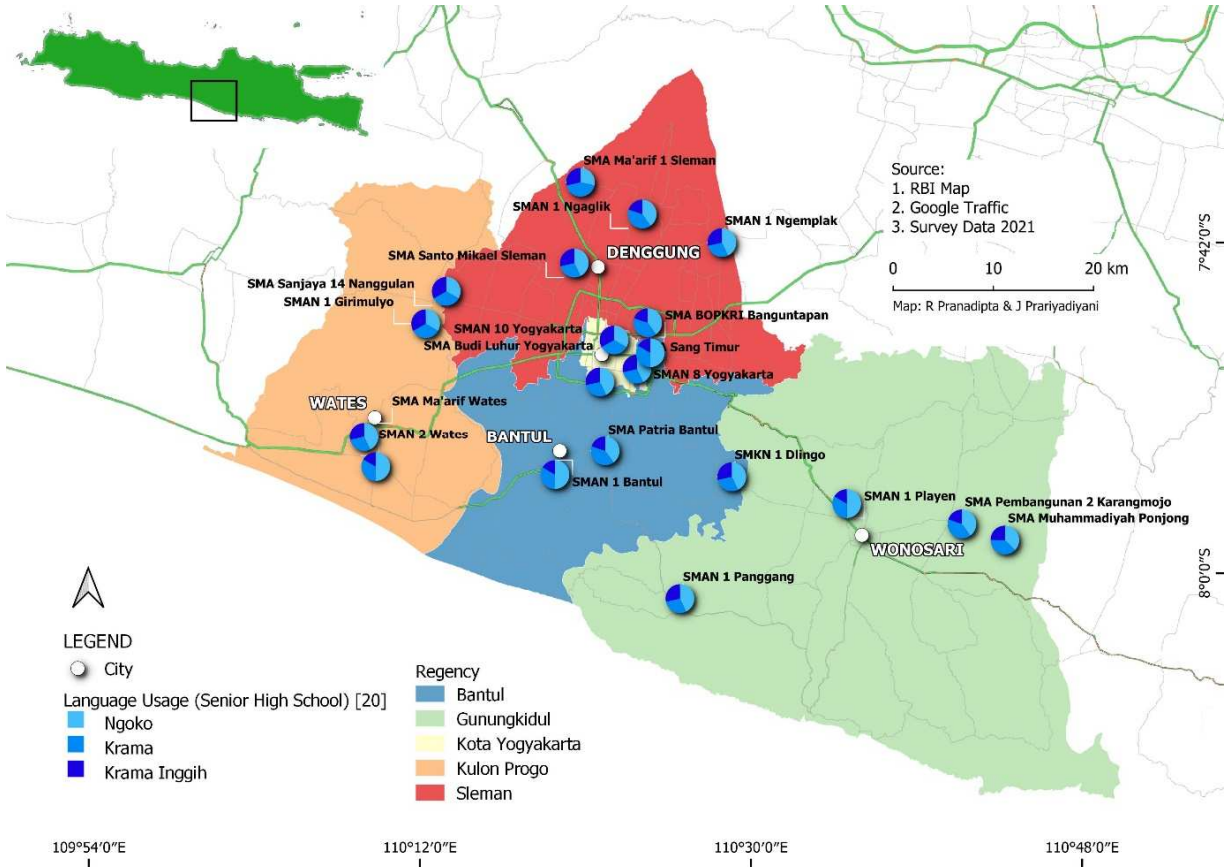 SMA Ma'arif 1 Sleman
SMAN 1 Ngaglik
SMAN 1 Ngemplak
SMA Santo Mikael Sleman
DENGGUNG
SMA Sanjaya 14 Nanggulan
SMAN 1 Girimulyo
SMAN 10 Yogyakarta
SMA BOPKRI Banguntapan
SMA Budi Luhur Yogyakarta
Sang Timur
SMAN 8 Yogyakarta
WATES
SMA Ma'arif Wates
SMAN 2 Wates
BANTUL
SMA Patria Bantul
SMAN 1 Bantul
SMKN 1 Dlingo
SMAN 1 Playen
SMA Pembangunan 2 Karangmojo
SMA Muhammadiyah Ponjong
WONOSARI
SMAN 1 Panggang
Source:
1. RBI Map
2. Google Traffic
3. Survey Data 2021
0 10 20 km
Map: R Pranadipta & J Prariyadiyani
7°42'0"S
8°0'0"S
LEGEND
City
Language Usage (Senior High School) [20]
Ngoko
Krama
Krama Inggih
Regency
Bantul
Gunungkidul
Kota Yogyakarta
Kulon Progo
Sleman
109°54'0"E
110°12'0"E
110°30'0"E
110°48'0"E